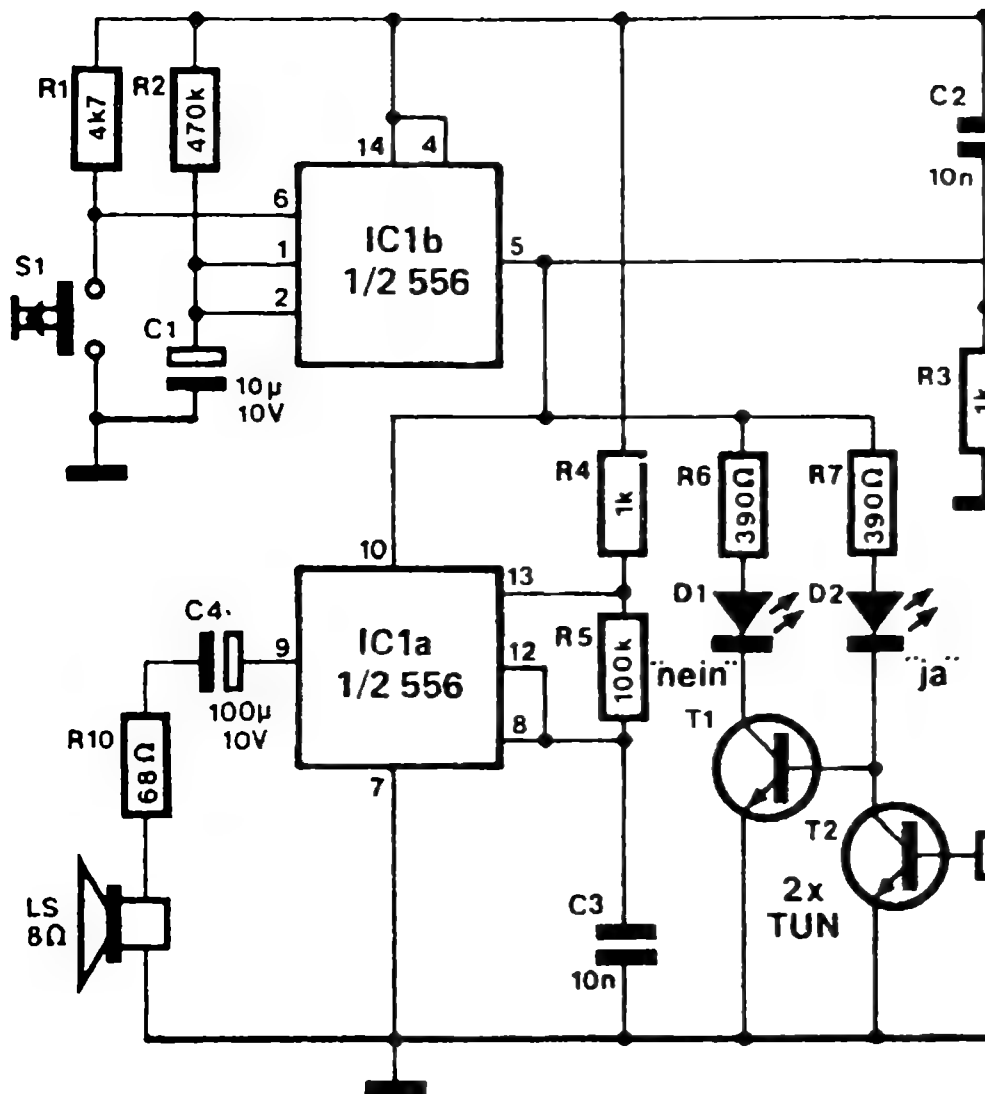 R1
4k7
R2
470k
14
4
C2
10n
6
1
2
IC1b
1/2 556
5
S1
C1
10µ
10V
R3
1k
R4
1k
R6
390Ω
R7
390Ω
10
13
D1
D2
C4
9
IC1a
1/2 556
12
R5
100k
"nein"
"ja"
100µ
10V
8
T1
R10
68Ω
7
T2
LS
8Ω
C3
10n
2x
TUN